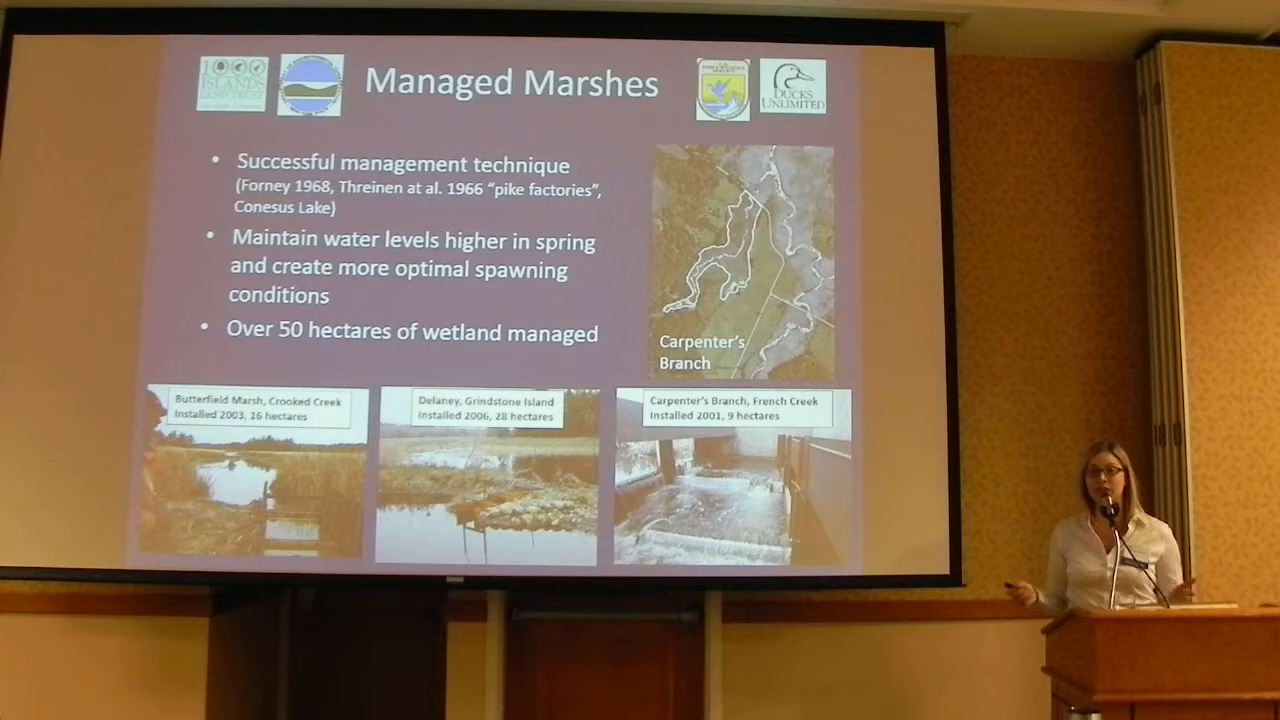 1000
ISLANDS
LAND TRUST
Managed Marshes
DUCKS
UNLIMITED
• Successful management technique
(Forney 1968, Threinen at al. 1966 “pike factories”,
Conesus Lake)
• Maintain water levels higher in spring
and create more optimal spawning
conditions
• Over 50 hectares of wetland managed
Carpenter's
Branch
Butterfield Marsh, Crooked Creek
Installed 2003, 16 hectares
Delaney, Grindstone Island
Installed 2006, 28 hectares
Carpenter's Branch, French Creek
Installed 2001, 9 hectares